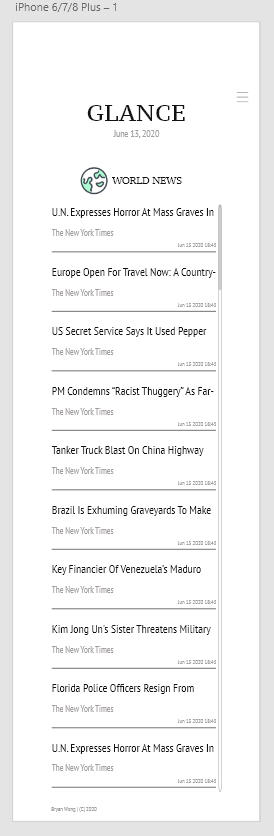 iPhone 6/7/8 Plus – 1
GLANCE
June 13, 2020
WORLD NEWS
U.N. Expresses Horror At Mass Graves In
The New York Times
Jun 13 2020 18:48
Europe Open For Travel Now: A Country-
The New York Times
Jun 13 2020 18:48
US Secret Service Says It Used Pepper
The New York Times
Jun 13 2020 18:48
PM Condemns “Racist Thuggery” As Far-
The New York Times
Jun 13 2020 18:48
Tanker Truck Blast On China Highway
The New York Times
Jun 13 2020 18:48
Brazil Is Exhuming Graveyards To Make
The New York Times
Jun 13 2020 18:48
Key Financier Of Venezuela's Maduro
The New York Times
Jun 13 2020 18:48
Kim Jong Un's Sister Threatens Military
The New York Times
Jun 13 2020 18:48
Florida Police Officers Resign From
The New York Times
Jun 13 2020 18:48
U.N. Expresses Horror At Mass Graves In
The New York Times
Jun 13 2020 18:48
Bryan Wong | (C) 2020